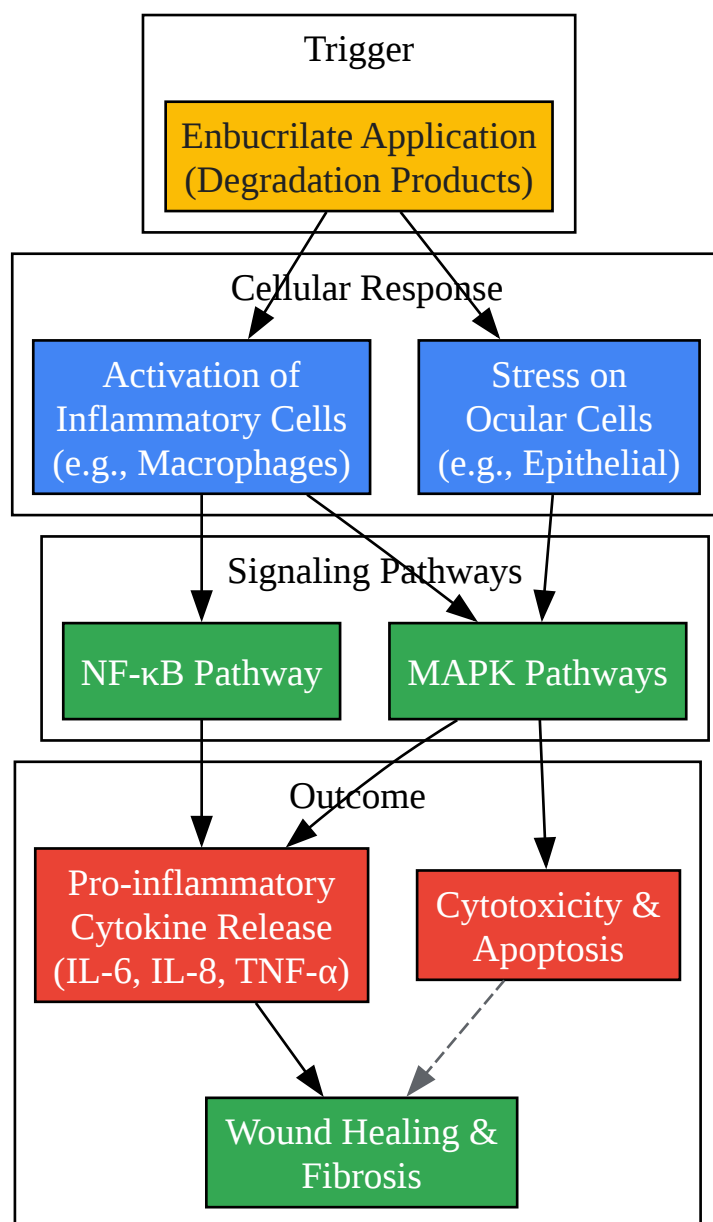 Trigger
Enbucrilate Application
(Degradation Products)
Cellular Response
Activation of
Inflammatory Cells
(e.g., Macrophages)
Stress on
Ocular Cells
(e.g., Epithelial)
Signaling Pathways
NF-κB Pathway
MAPK Pathways
Outcome
Pro-inflammatory
Cytokine Release
(IL-6, IL-8, TNF-α)
Cytotoxicity &
Apoptosis
Wound Healing &
Fibrosis